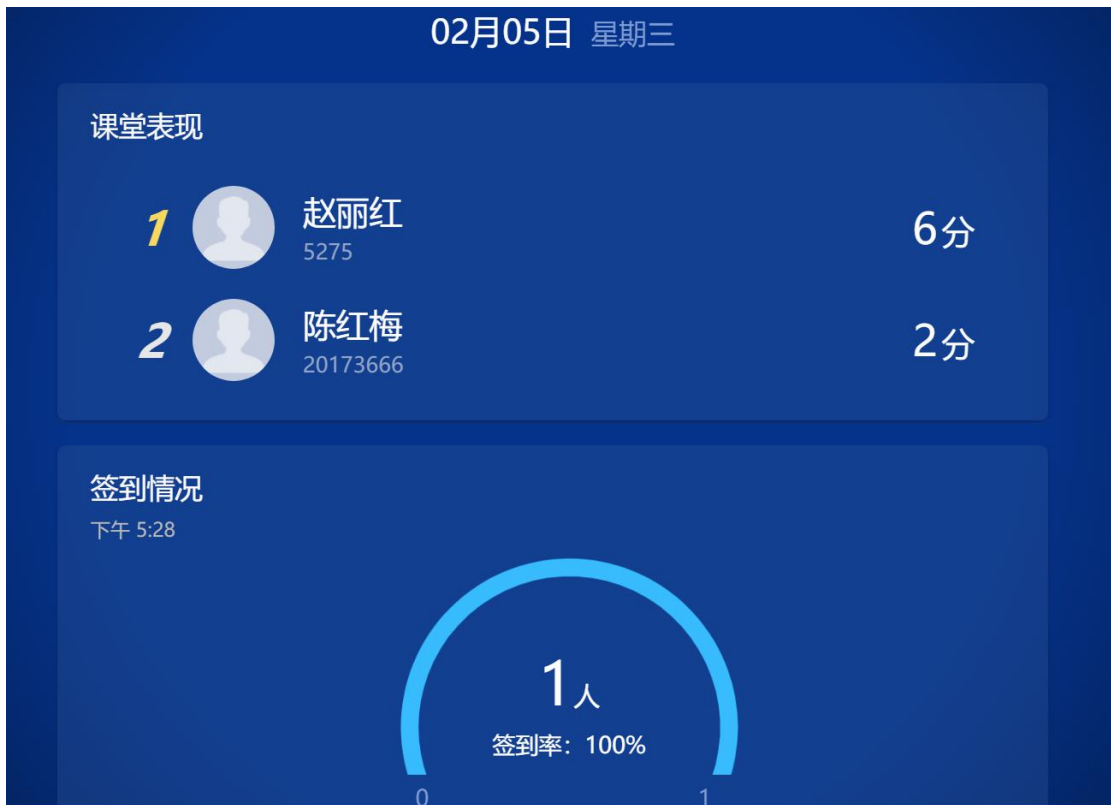 02月05日 星期三
课堂表现
1 赵丽红 6分
5275
2 陈红梅 2分
20173666
签到情况
下午 5:28
1人
签到率：100%
0 1